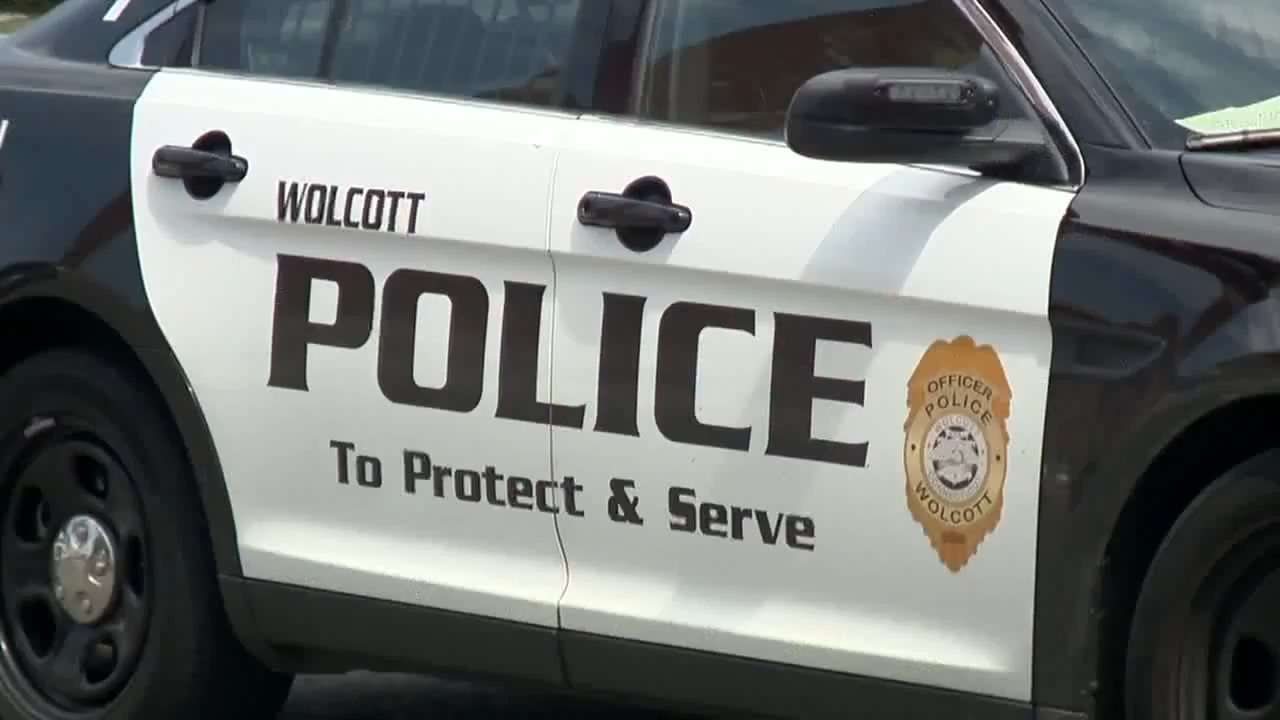 WOLCOTT
POLICE
To Protect & Serve
OFFICER
POLICE
WOLCOTT